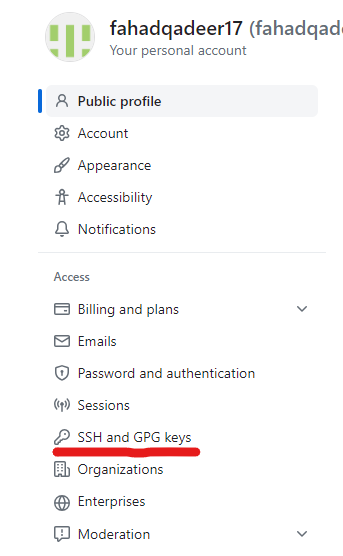 fahadqadeer17 (fahadqade
Your personal account
Public profile
Account
Appearance
Accessibility
Notifications
Access
Billing and plans
Emails
Password and authentication
Sessions
SSH and GPG keys
Organizations
Enterprises
Moderation